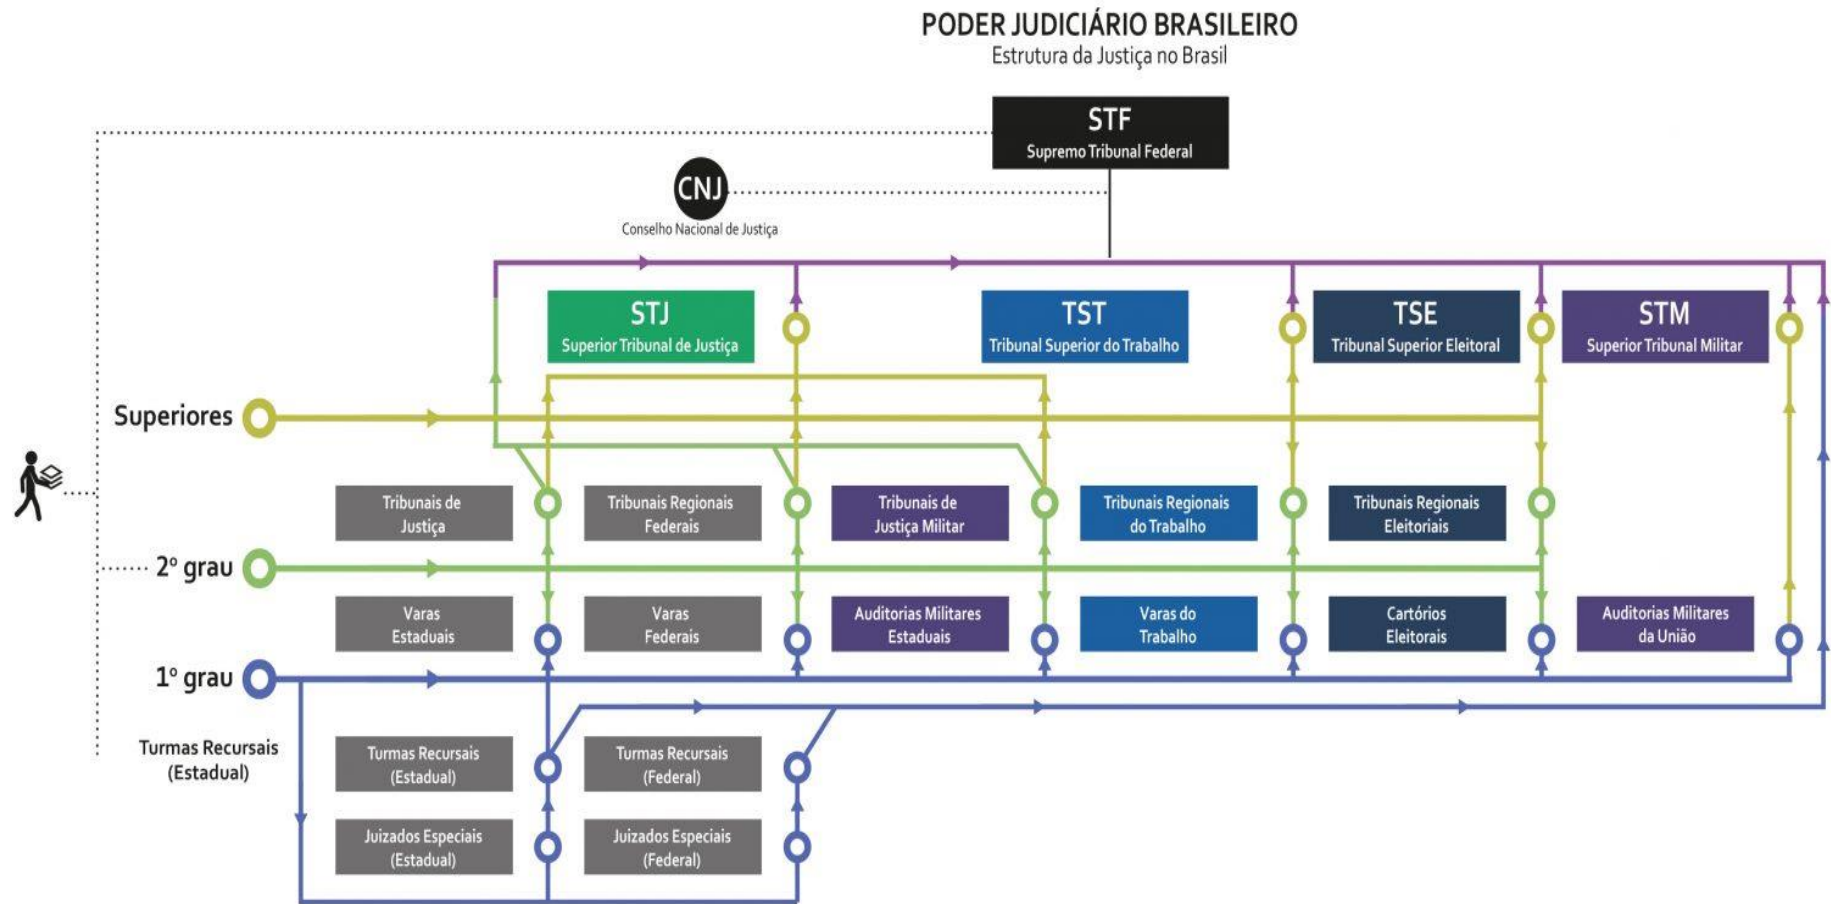 PODER JUDICIÁRIO BRASILEIRO
Estrutura da Justiça no Brasil
STF
Supremo Tribunal Federal
CNJ
Conselho Nacional de Justiça
STJ
Superior Tribunal de Justiça
TST
Tribunal Superior do Trabalho
TSE
Tribunal Superior Eleitoral
STM
Superior Tribunal Militar
Superiores
Tribunais de
Justiça
Tribunais Regionais
Federais
Tribunais de
Justiça Militar
Tribunais Regionais
do Trabalho
Tribunais Regionais
Eleitoriais
2º grau
Varas
Estaduais
Varas
Federais
Auditorias Militares
Estaduais
Varas do
Trabalho
Cartórios
Eleitorais
Auditorias Militares
da União
1º grau
Turmas Recursais
(Estadual)
Turmas Recursais
(Estadual)
Turmas Recursais
(Federal)
Juizados Especiais
(Estadual)
Juizados Especiais
(Federal)